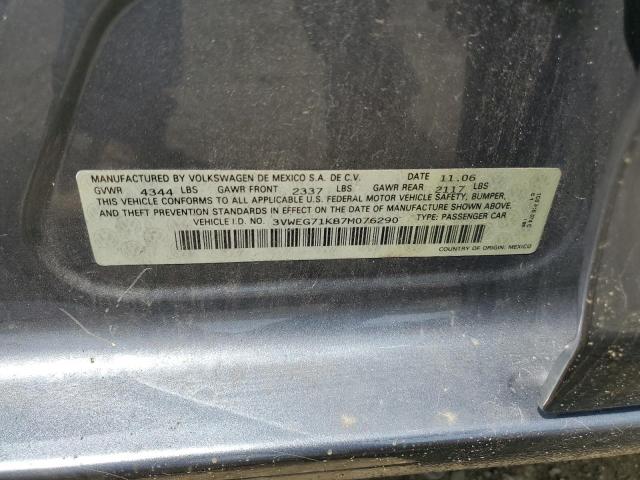 MANUFACTURED BY VOLKSWAGEN DE MEXICO S.A. DE C.V. DATE 11.06
GVWR 4344 LBS GAWR FRONT 2337 LBS GAWR REAR 2117 LBS
THIS VEHICLE CONFORMS TO ALL APPLICABLE U.S. FEDERAL MOTOR VEHICLE SAFETY, BUMPER,
AND THEFT PREVENTION STANDARDS IN EFFECT ON THE DATE OF MANUFACTURE SHOWN ABOVE.
VEHICLE I.D. NO. 3VWEG71K87M076290 TYPE: PASSENGER CAR
COUNTRY OF ORIGIN: MEXICO